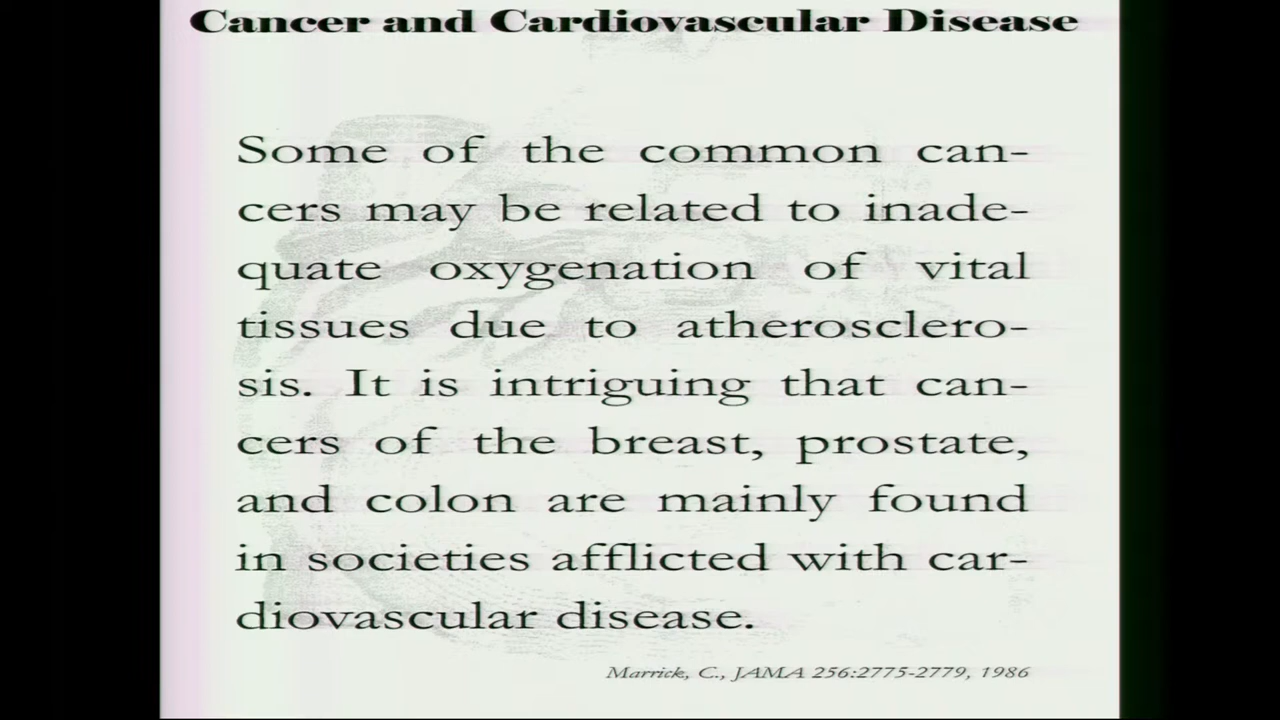 Cancer and Cardiovascular Disease
Some of the common can-
cers may be related to inade-
quate oxygenation of vital
tissues due to atherosclero-
sis. It is intriguing that can-
cers of the breast, prostate,
and colon are mainly found
in societies afflicted with car-
diovascular disease.
Marrick, C., JAMA 256:2775-2779, 1986